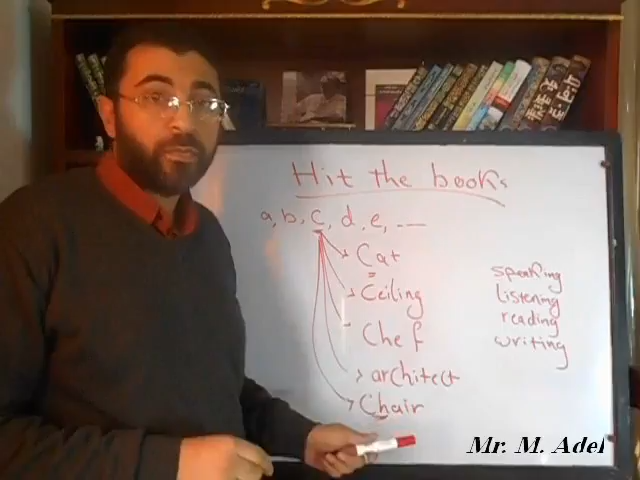 Hit the books
a, b, c, d, e, ---
Cat
Ceiling
Chef
architect
Chair
speaking
listening
reading
writing
Mr. M. Adel